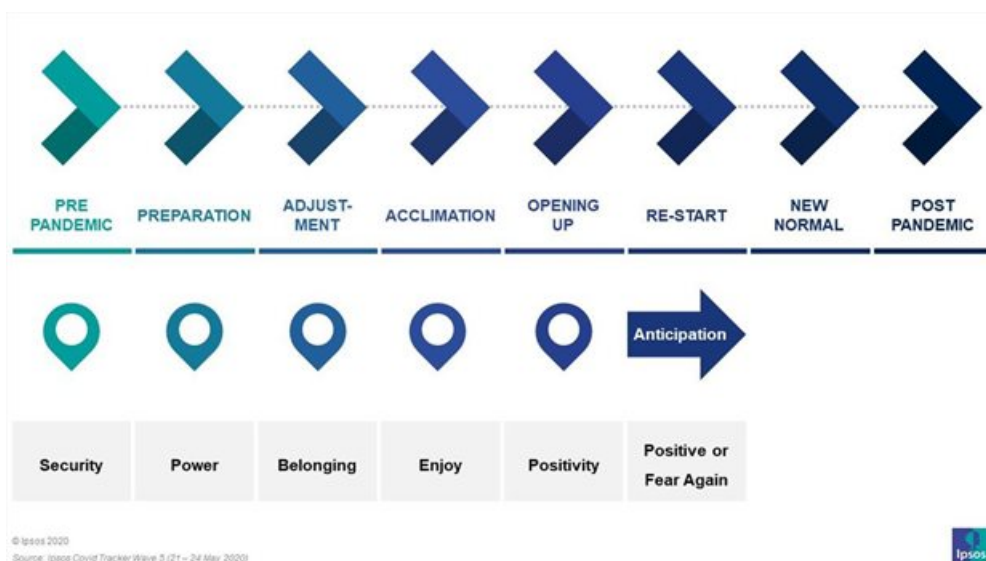 PRE
PANDEMIC
PREPARATION
ADJUST-
MENT
ACCLIMATION
OPENING
UP
RE-START
NEW
NORMAL
POST
PANDEMIC
Anticipation
Security
Power
Belonging
Enjoy
Positivity
Positive or
Fear Again
© Ipsos 2020
Source: Ipsos Covid Tracker Wave 5 (21 – 24 May 2020)
Ipsos